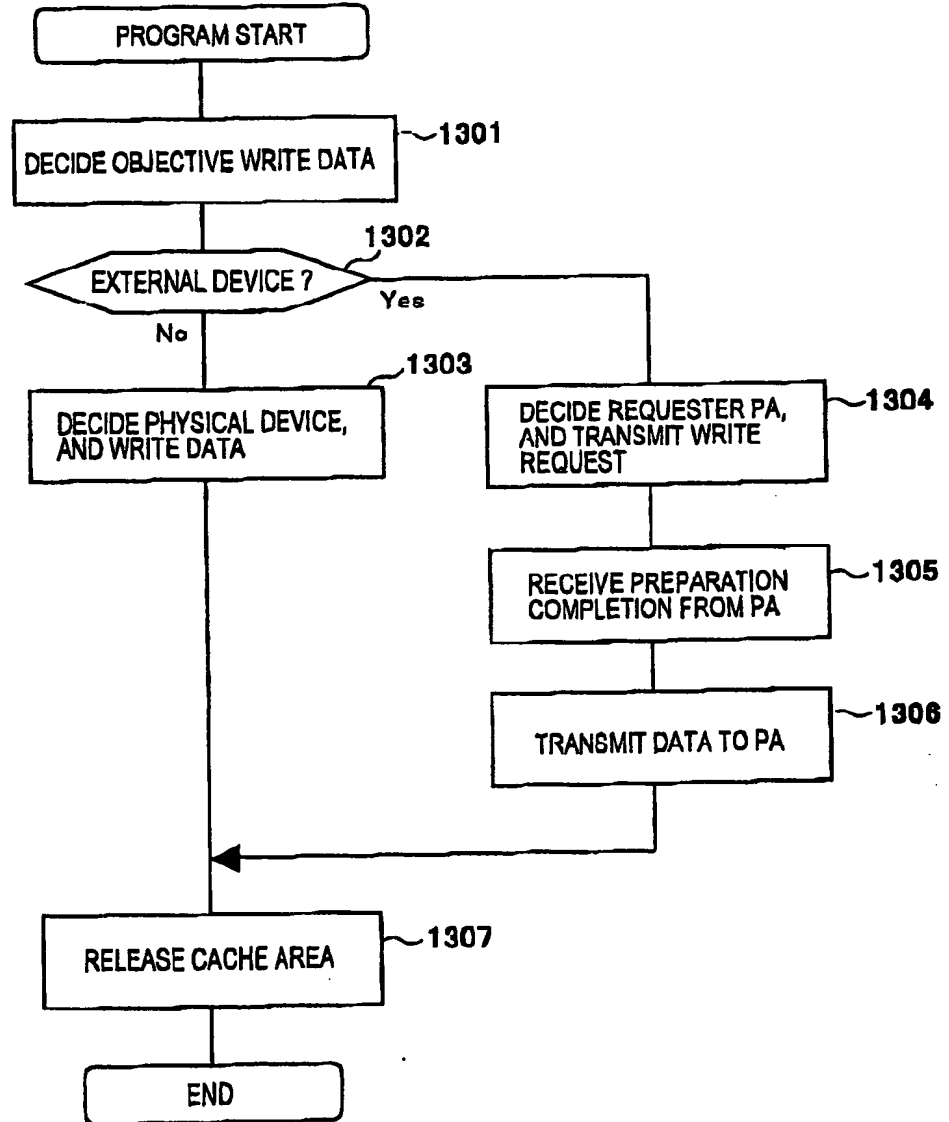 PROGRAM START
1301
DECIDE OBJECTIVE WRITE DATA
1302
EXTERNAL DEVICE ?
Yes
No
1303
DECIDE PHYSICAL DEVICE,
AND WRITE DATA
1304
DECIDE REQUESTER PA,
AND TRANSMIT WRITE
REQUEST
1305
RECEIVE PREPARATION
COMPLETION FROM PA
1306
TRANSMIT DATA TO PA
1307
RELEASE CACHE AREA
END